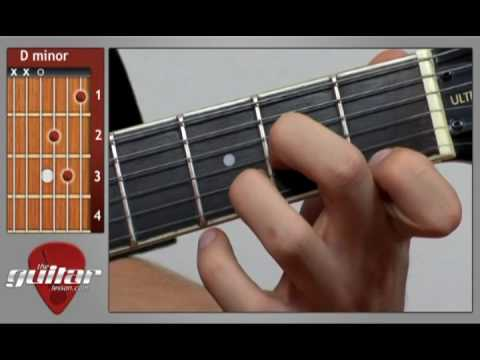 D minor
x x o
1
2
3
4
the
guitar
lesson.com
ULTI